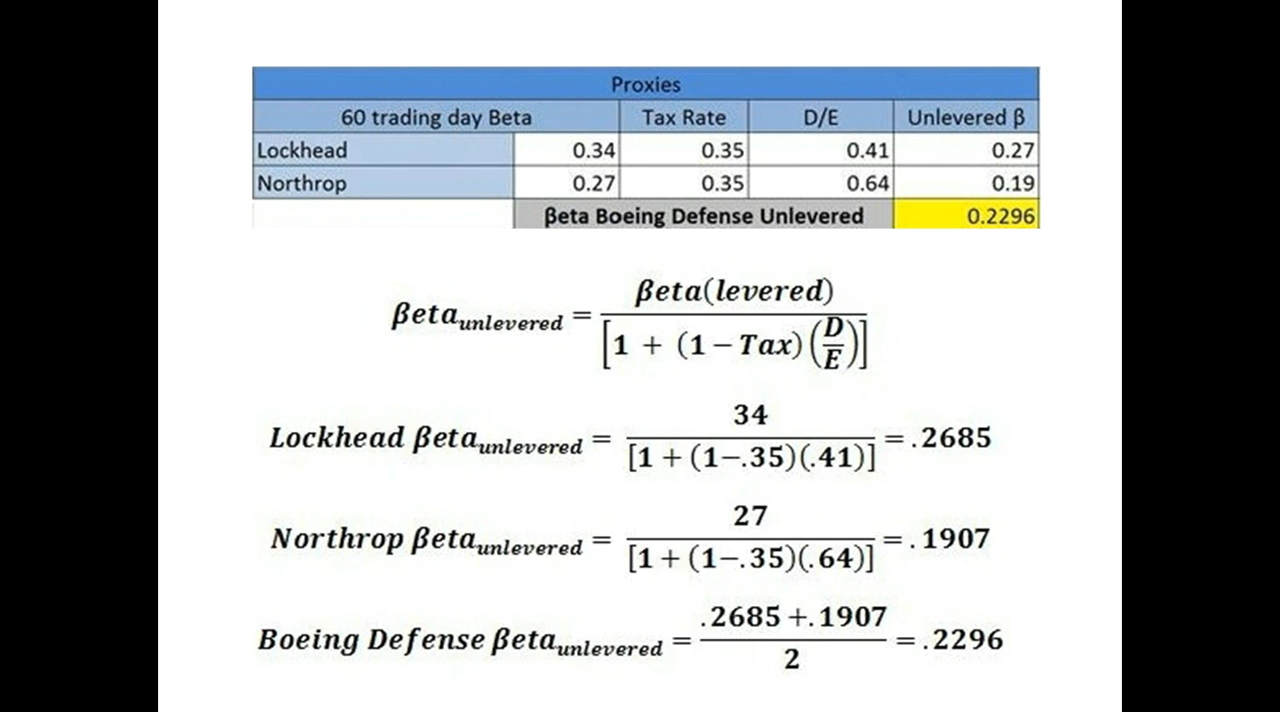 Proxies
60 trading day Beta Tax Rate D/E Unlevered β
Lockhead 0.34 0.35 0.41 0.27
Northrop 0.27 0.35 0.64 0.19
βeta Boeing Defense Unlevered 0.2296
βeta_unlevered = βeta(levered) / [1 + (1 − Tax)(D/E)]
Lockhead βeta_unlevered = 34 / [1 + (1−.35)(.41)] = .2685
Northrop βeta_unlevered = 27 / [1 + (1−.35)(.64)] = .1907
Boeing Defense βeta_unlevered = .2685 +.1907 / 2 = .2296